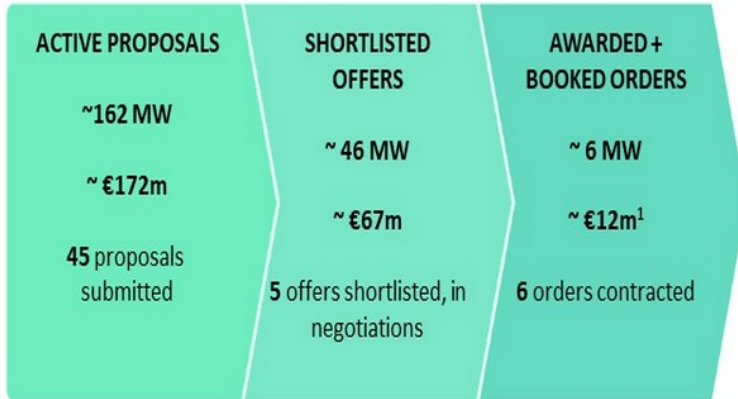 ACTIVE PROPOSALS
~162 MW
~ €172m
45 proposals
submitted
SHORTLISTED
OFFERS
~ 46 MW
~ €67m
5 offers shortlisted, in
negotiations
AWARDED +
BOOKED ORDERS
~ 6 MW
~ €12m¹
6 orders contracted